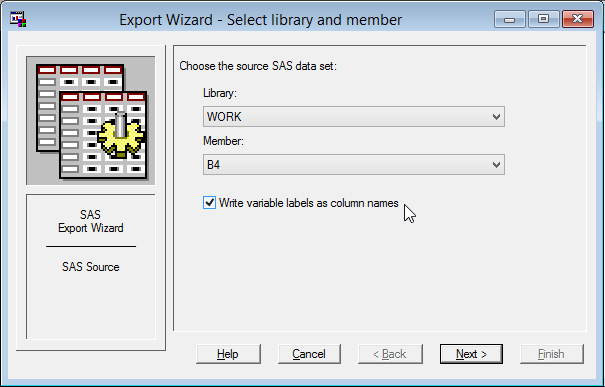 Export Wizard - Select library and member
Choose the source SAS data set:
Library:
WORK
Member:
B4
Write variable labels as column names
SAS
Export Wizard
SAS Source
Help
Cancel
< Back
Next >
Finish